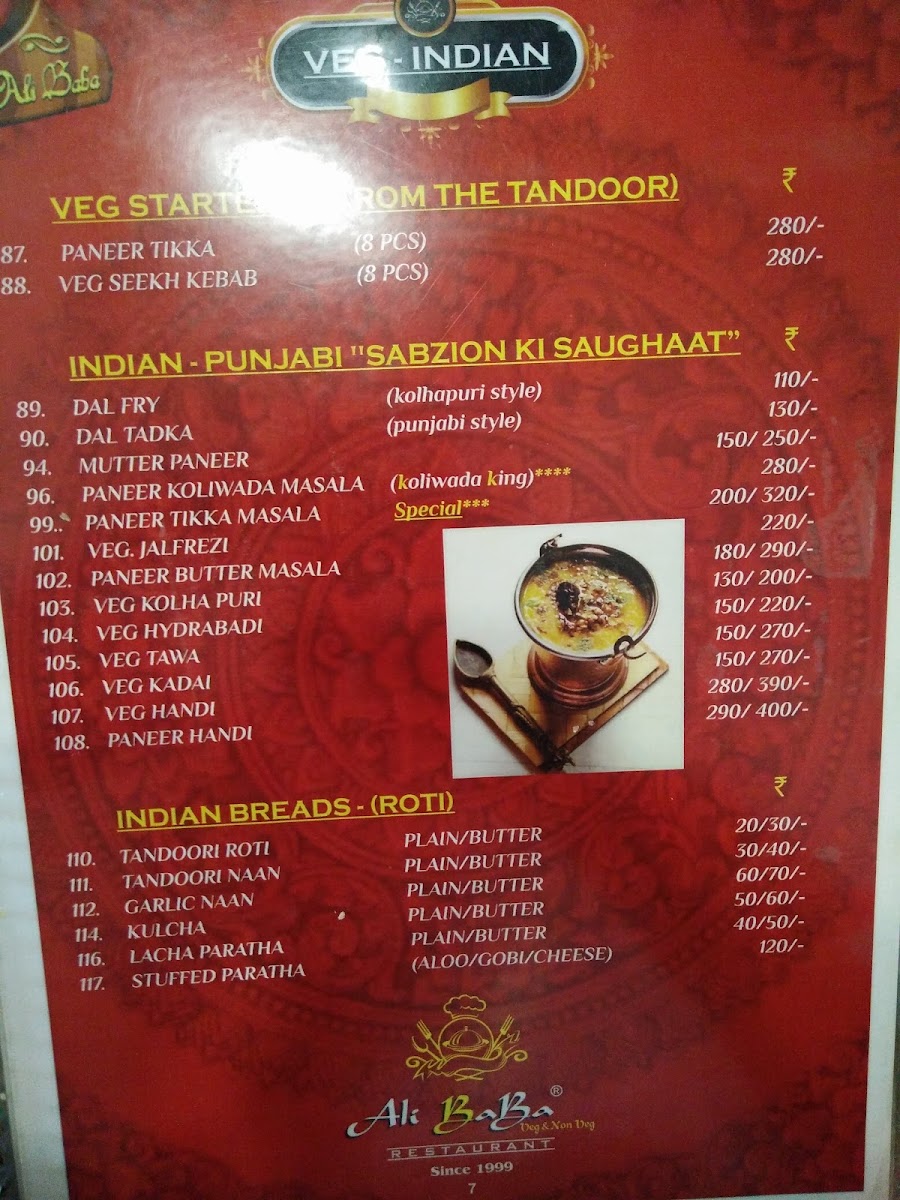 Ali Baba
VEG - INDIAN
VEG STARTE ROM THE TANDOOR) ₹
87. PANEER TIKKA (8 PCS) 280/-
88. VEG SEEKH KEBAB (8 PCS) 280/-
INDIAN - PUNJABI "SABZION KI SAUGHAAT” ₹
89. DAL FRY (kolhapuri style) 110/-
90. DAL TADKA (punjabi style) 130/-
94. MUTTER PANEER 150/ 250/-
96. PANEER KOLIWADA MASALA (koliwada king)**** 280/-
99.. PANEER TIKKA MASALA Special*** 200/ 320/-
101. VEG. JALFREZI 220/-
102. PANEER BUTTER MASALA 180/ 290/-
103. VEG KOLHA PURI 130/ 200/-
104. VEG HYDRABADI 150/ 220/-
105. VEG TAWA 150/ 270/-
106. VEG KADAI 150/ 270/-
107. VEG HANDI 280/ 390/-
108. PANEER HANDI 290/ 400/-
INDIAN BREADS - (ROTI) ₹
110. TANDOORI ROTI PLAIN/BUTTER 20/30/-
111. TANDOORI NAAN PLAIN/BUTTER 30/40/-
112. GARLIC NAAN PLAIN/BUTTER 60/70/-
114. KULCHA PLAIN/BUTTER 50/60/-
116. LACHA PARATHA PLAIN/BUTTER 40/50/-
117. STUFFED PARATHA (ALOO/GOBI/CHEESE) 120/-
Ali BaBa®
Veg & Non Veg
RESTAURANT
Since 1999
7